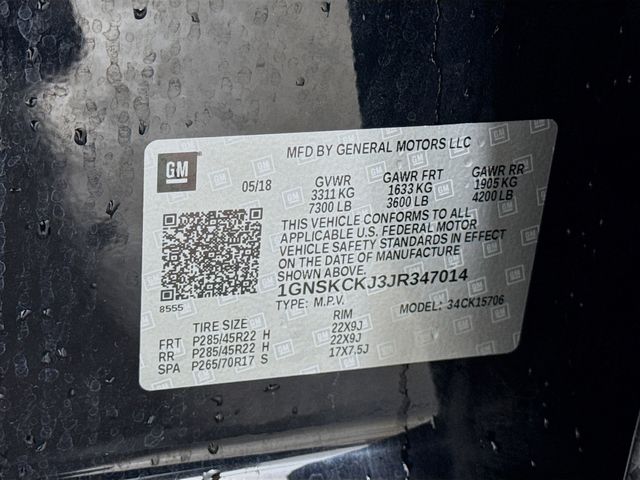 MFD BY GENERAL MOTORS LLC
GM
05/18
GVWR GAWR FRT GAWR RR
3311 KG 1633 KG 1905 KG
7300 LB 3600 LB 4200 LB
THIS VEHICLE CONFORMS TO ALL
APPLICABLE U.S. FEDERAL MOTOR
VEHICLE SAFETY STANDARDS IN EFFECT
ON THE DATE OF MANUFACTURE
SHOWN ABOVE.
1GNSKCKJ3JR347014
8555
TYPE: M.P.V. MODEL: 34CK15706
TIRE SIZE RIM
FRT P285/45R22 H 22X9J
RR P285/45R22 H 22X9J
SPA P265/70R17 S 17X7.5J